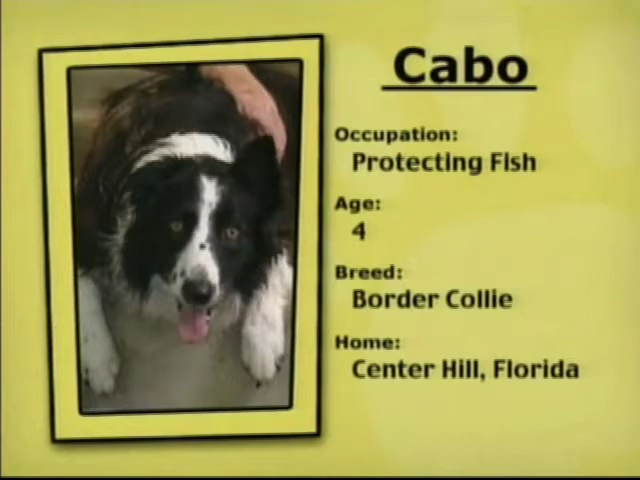 Cabo
Occupation:
Protecting Fish
Age:
4
Breed:
Border Collie
Home:
Center Hill, Florida